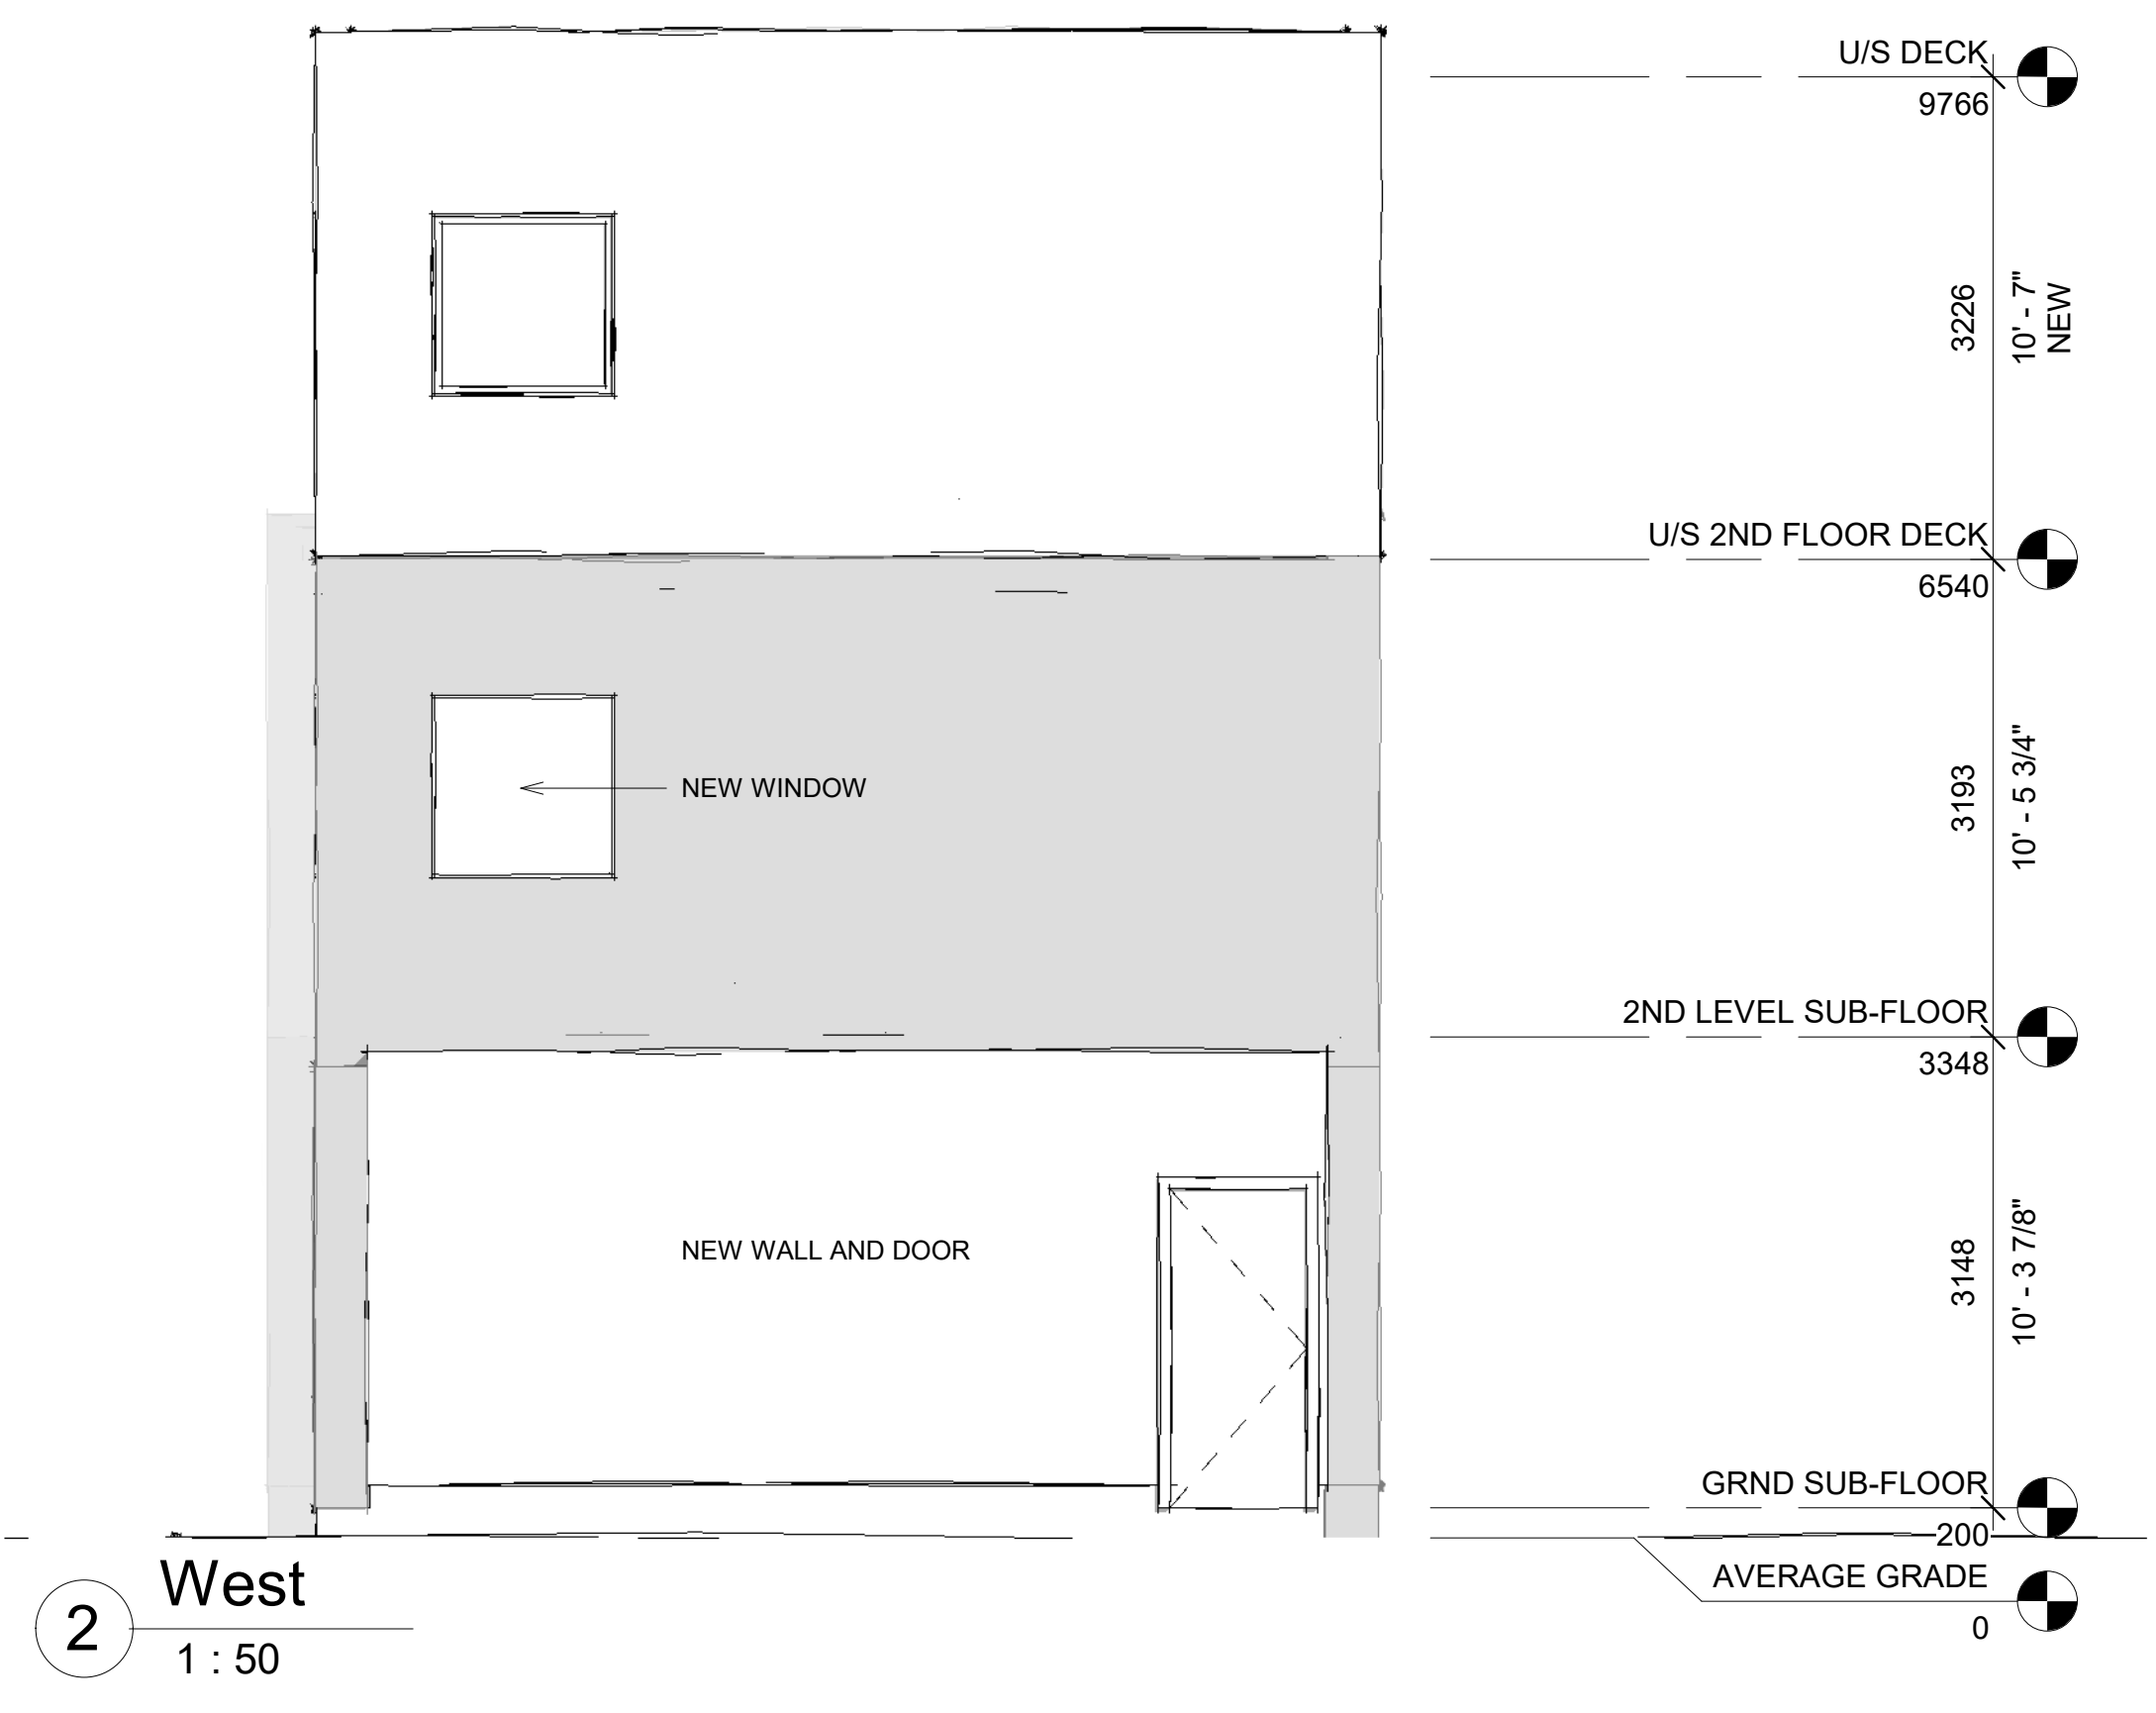 U/S DECK
9766
3226
10' - 7"
NEW
U/S 2ND FLOOR DECK
6540
NEW WINDOW
3193
10' - 5 3/4"
2ND LEVEL SUB-FLOOR
3348
NEW WALL AND DOOR
3148
10' - 3 7/8"
GRND SUB-FLOOR
200
AVERAGE GRADE
0
2
West
1 : 50